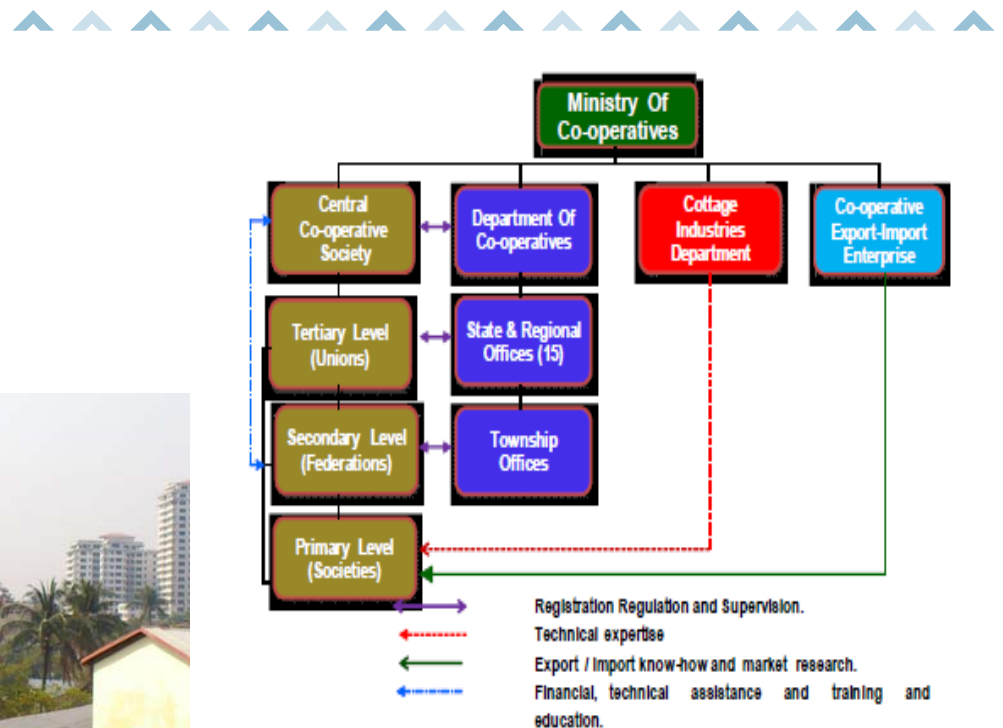 Ministry Of
Co-operatives
Central
Co-operative
Society
Department Of
Co-operatives
Cottage
Industries
Department
Co-operative
Export-Import
Enterprise
Tertiary Level
(Unions)
State & Regional
Offices (15)
Secondary Level
(Federations)
Township
Offices
Primary Level
(Societies)
Registration Regulation and Supervision.
Technical expertise
Export / Import know-how and market research.
Financial, technical assistance and training and
education.